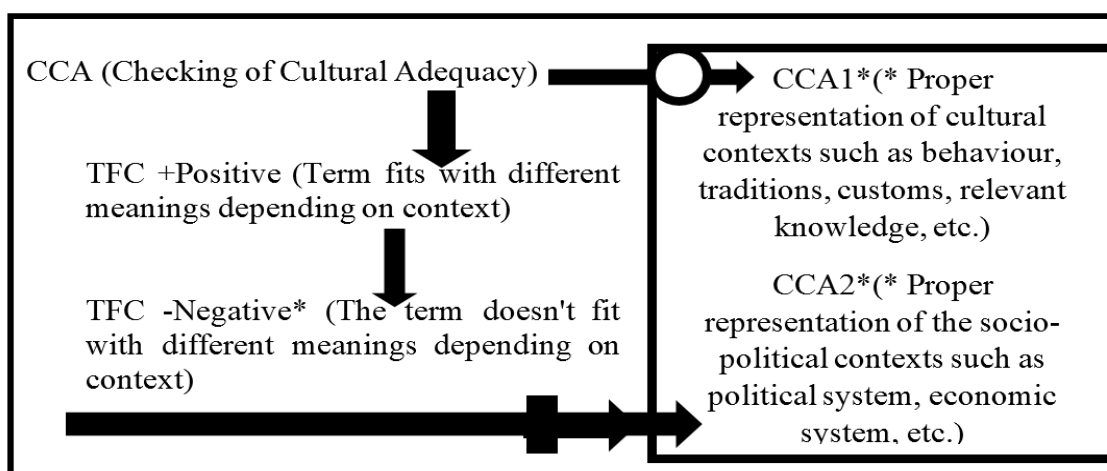 CCA (Checking of Cultural Adequacy)
TFC +Positive (Term fits with different
meanings depending on context)
TFC -Negative* (The term doesn't fit
with different meanings depending on
context)
CCA1*(* Proper
representation of cultural
contexts such as behaviour,
traditions, customs, relevant
knowledge, etc.)
CCA2*(* Proper
representation of the socio-
political contexts such as
political system, economic
system, etc.)